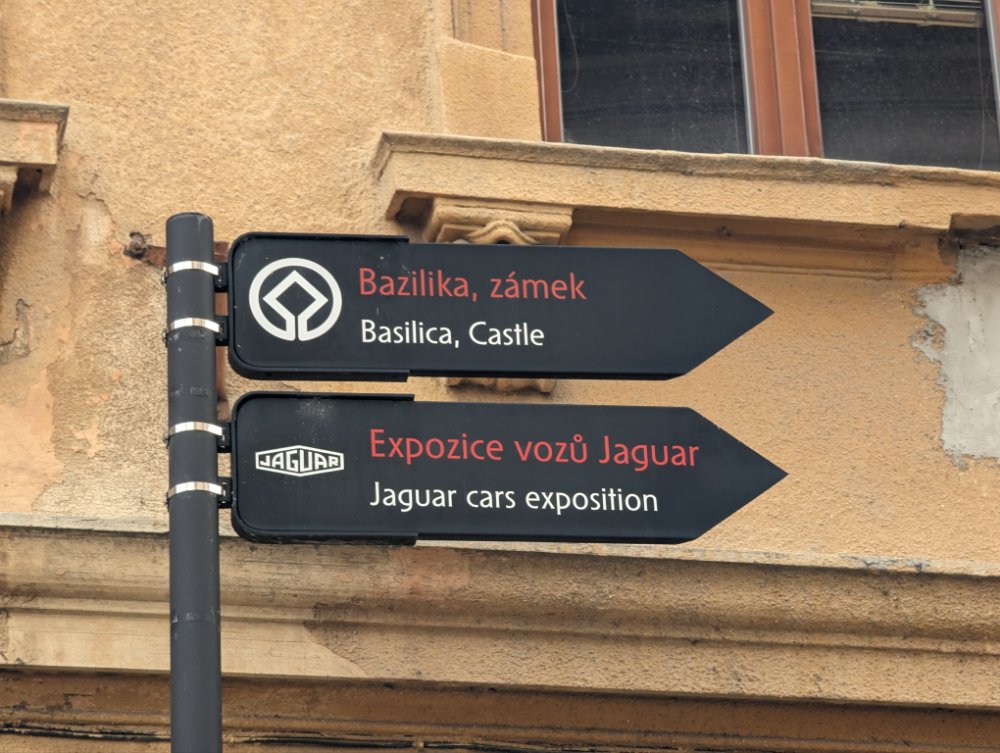 Bazilika, zámek
Basilica, Castle
JAGUAR
Expozice vozů Jaguar
Jaguar cars exposition